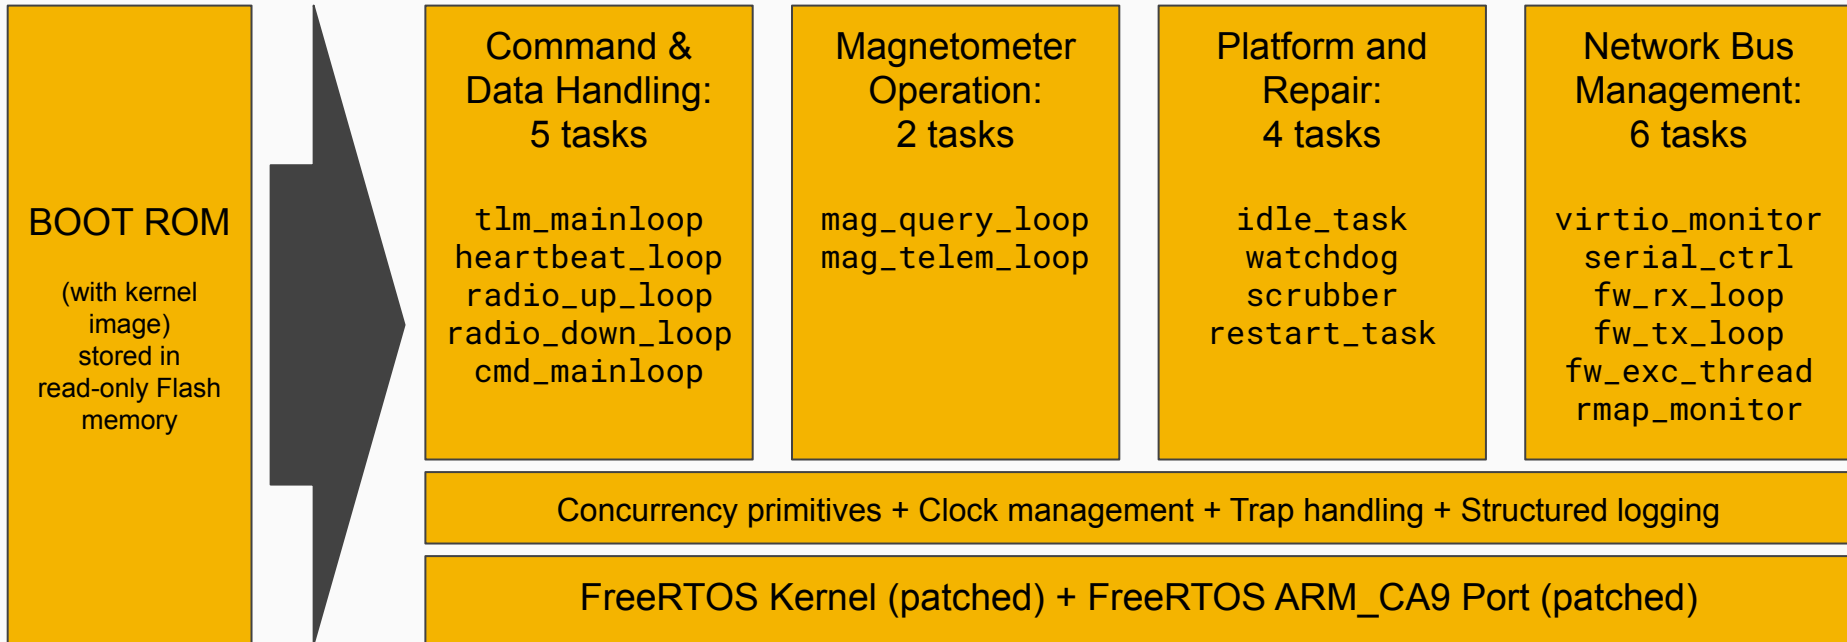 BOOT ROM
(with kernel
image)
stored in
read-only Flash
memory
Command &
Data Handling:
5 tasks
tlm_mainloop
heartbeat_loop
radio_up_loop
radio_down_loop
cmd_mainloop
Magnetometer
Operation:
2 tasks
mag_query_loop
mag_telem_loop
Platform and
Repair:
4 tasks
idle_task
watchdog
scrubber
restart_task
Network Bus
Management:
6 tasks
virtio_monitor
serial_ctrl
fw_rx_loop
fw_tx_loop
fw_exc_thread
rmap_monitor
Concurrency primitives + Clock management + Trap handling + Structured logging
FreeRTOS Kernel (patched) + FreeRTOS ARM_CA9 Port (patched)